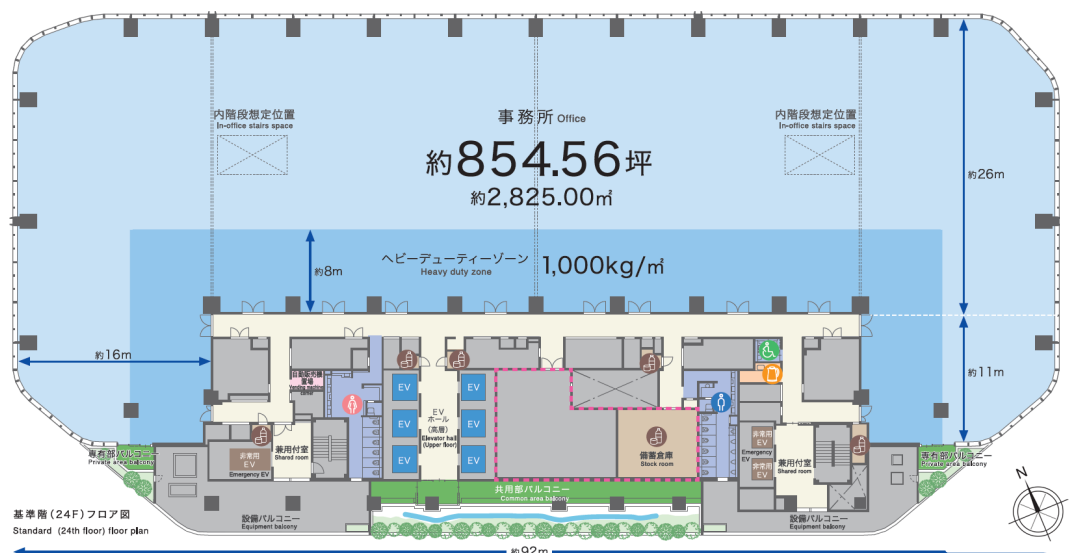 内階段想定位置
In-office stairs space
事務所 Office
内階段想定位置
In-office stairs space
約854.56坪
約2,825.00㎡
約26m
ヘビーデューティーゾーン
Heavy duty zone
1,000kg/㎡
約8m
約16m
約11m
自動販売機
置場
EV
EV
EV
EV
EV
EV
EV
ホール
(高層)
Elevator hall
(Upper floor)
非常用
EV
Emergency EV
兼用付室
Shared room
備蓄倉庫
Stock room
非常用
EV
Emergency
EV
非常用
EV
兼用付室
Shared room
専有部バルコニー
Private area balcony
専有部バルコニー
Private area balcony
共用部バルコニー
Common area balcony
設備バルコニー
Equipment balcony
設備バルコニー
Equipment balcony
N
基準階(24F)フロア図
Standard (24th floor) floor plan
約92m